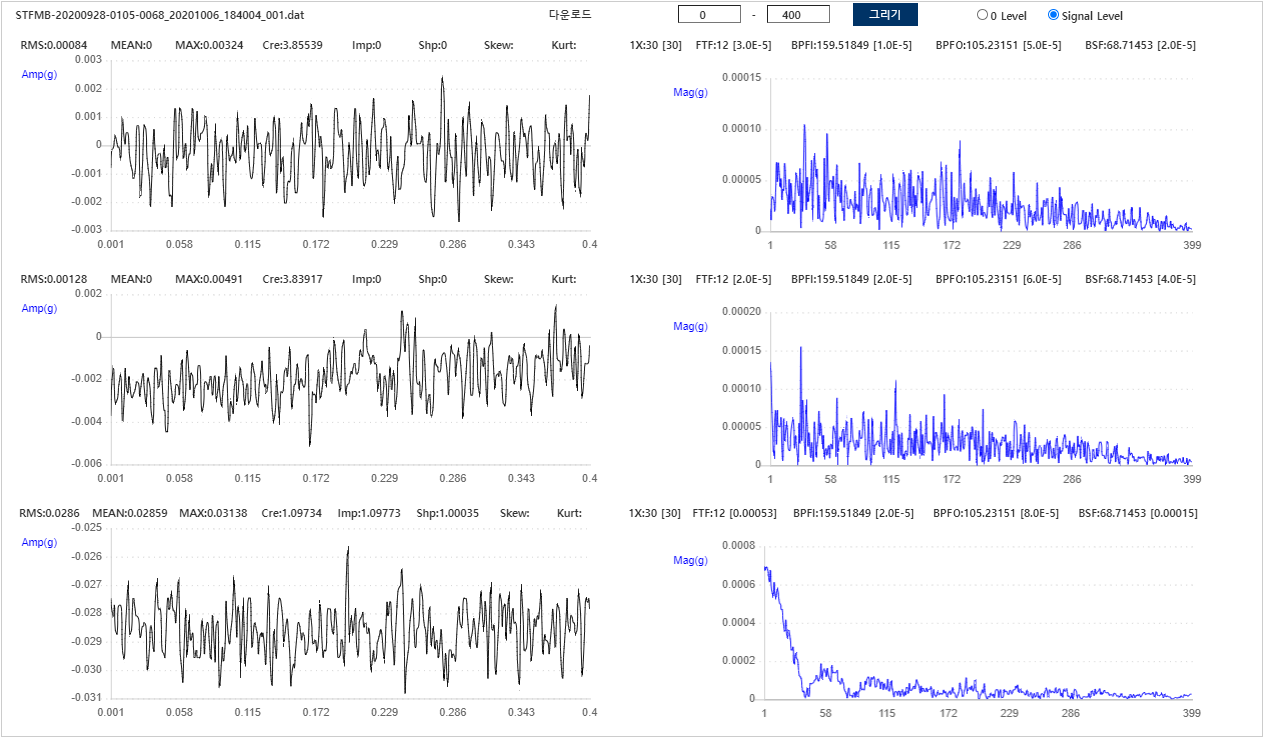 STFMB-20200928-0105-0068_20201006_184004_001.dat 다운로드 0 - 400 그리기 0 Level Signal Level
RMS:0.00084 MEAN:0 MAX:0.00324 Cre:3.85539 Imp:0 Shp:0 Skew: Kurt:
Amp(g)
0.003
0.002
0.001
0
-0.001
-0.002
-0.003
0.001 0.058 0.115 0.172 0.229 0.286 0.343 0.4
1X:30 [30] FTF:12 [3.0E-5] BPFI:159.51849 [1.0E-5] BPFO:105.23151 [5.0E-5] BSF:68.71453 [2.0E-5]
Mag(g)
0.00015
0.00010
0.00005
0
1 58 115 172 229 286 399
RMS:0.00128 MEAN:0 MAX:0.00491 Cre:3.83917 Imp:0 Shp:0 Skew: Kurt:
Amp(g)
0.002
0
-0.002
-0.004
-0.006
0.001 0.058 0.115 0.172 0.229 0.286 0.343 0.4
1X:30 [30] FTF:12 [2.0E-5] BPFI:159.51849 [2.0E-5] BPFO:105.23151 [6.0E-5] BSF:68.71453 [4.0E-5]
Mag(g)
0.00020
0.00015
0.00010
0.00005
0
1 58 115 172 229 286 399
RMS:0.0286 MEAN:0.02859 MAX:0.03138 Cre:1.09734 Imp:1.09773 Shp:1.00035 Skew: Kurt:
Amp(g)
-0.025
-0.026
-0.027
-0.028
-0.029
-0.030
-0.031
0.001 0.058 0.115 0.172 0.229 0.286 0.343 0.4
1X:30 [30] FTF:12 [0.00053] BPFI:159.51849 [2.0E-5] BPFO:105.23151 [8.0E-5] BSF:68.71453 [0.00015]
Mag(g)
0.0008
0.0006
0.0004
0.0002
0
1 58 115 172 229 286 399